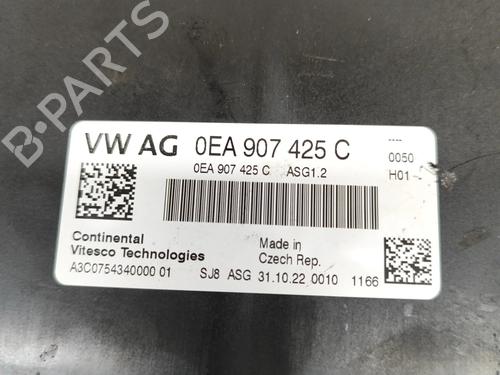 B-PARTS
VW AG 0EA 907 425 C
0EA 907 425 C ASG1.2
----
0050
H01 -
Continental
Vitesco Technologies
Made in
Czech Rep.
A3C0754340000 01 SJ8 ASG 31.10.22 0010 1166